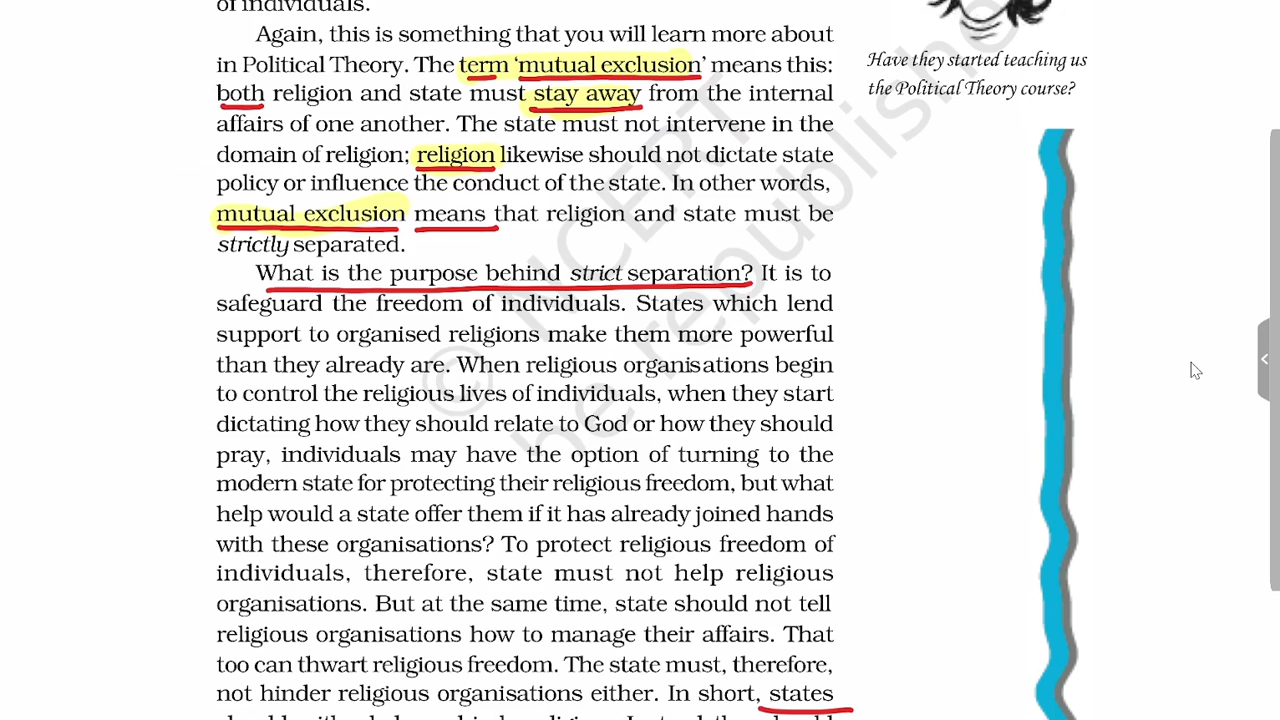 of individuals.
Again, this is something that you will learn more about
in Political Theory. The term ‘mutual exclusion’ means this:
both religion and state must stay away from the internal
affairs of one another. The state must not intervene in the
domain of religion; religion likewise should not dictate state
policy or influence the conduct of the state. In other words,
mutual exclusion means that religion and state must be
strictly separated.
What is the purpose behind strict separation? It is to
safeguard the freedom of individuals. States which lend
support to organised religions make them more powerful
than they already are. When religious organisations begin
to control the religious lives of individuals, when they start
dictating how they should relate to God or how they should
pray, individuals may have the option of turning to the
modern state for protecting their religious freedom, but what
help would a state offer them if it has already joined hands
with these organisations? To protect religious freedom of
individuals, therefore, state must not help religious
organisations. But at the same time, state should not tell
religious organisations how to manage their affairs. That
too can thwart religious freedom. The state must, therefore,
not hinder religious organisations either. In short, states
Have they started teaching us
the Political Theory course?
© NCERT
be republished